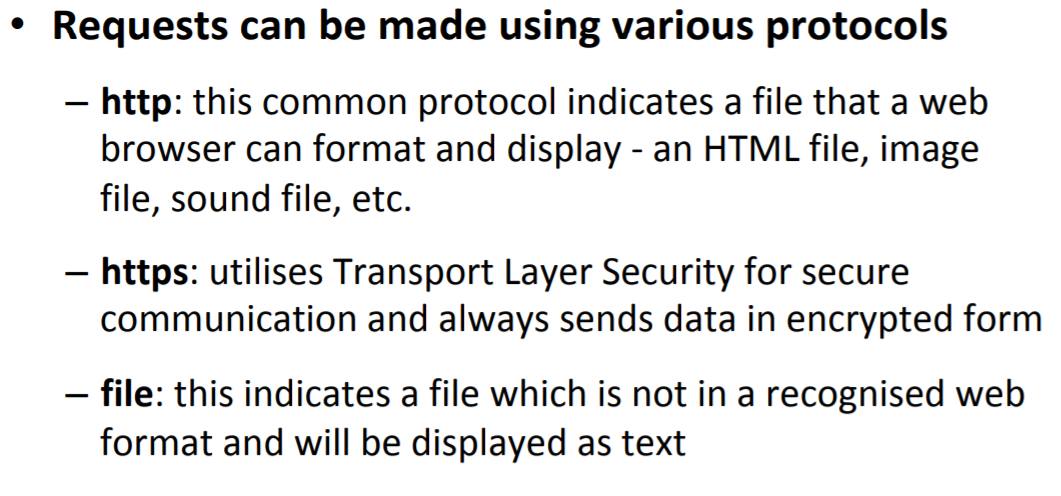 • Requests can be made using various protocols
– http: this common protocol indicates a file that a web
browser can format and display - an HTML file, image
file, sound file, etc.
– https: utilises Transport Layer Security for secure
communication and always sends data in encrypted form
– file: this indicates a file which is not in a recognised web
format and will be displayed as text